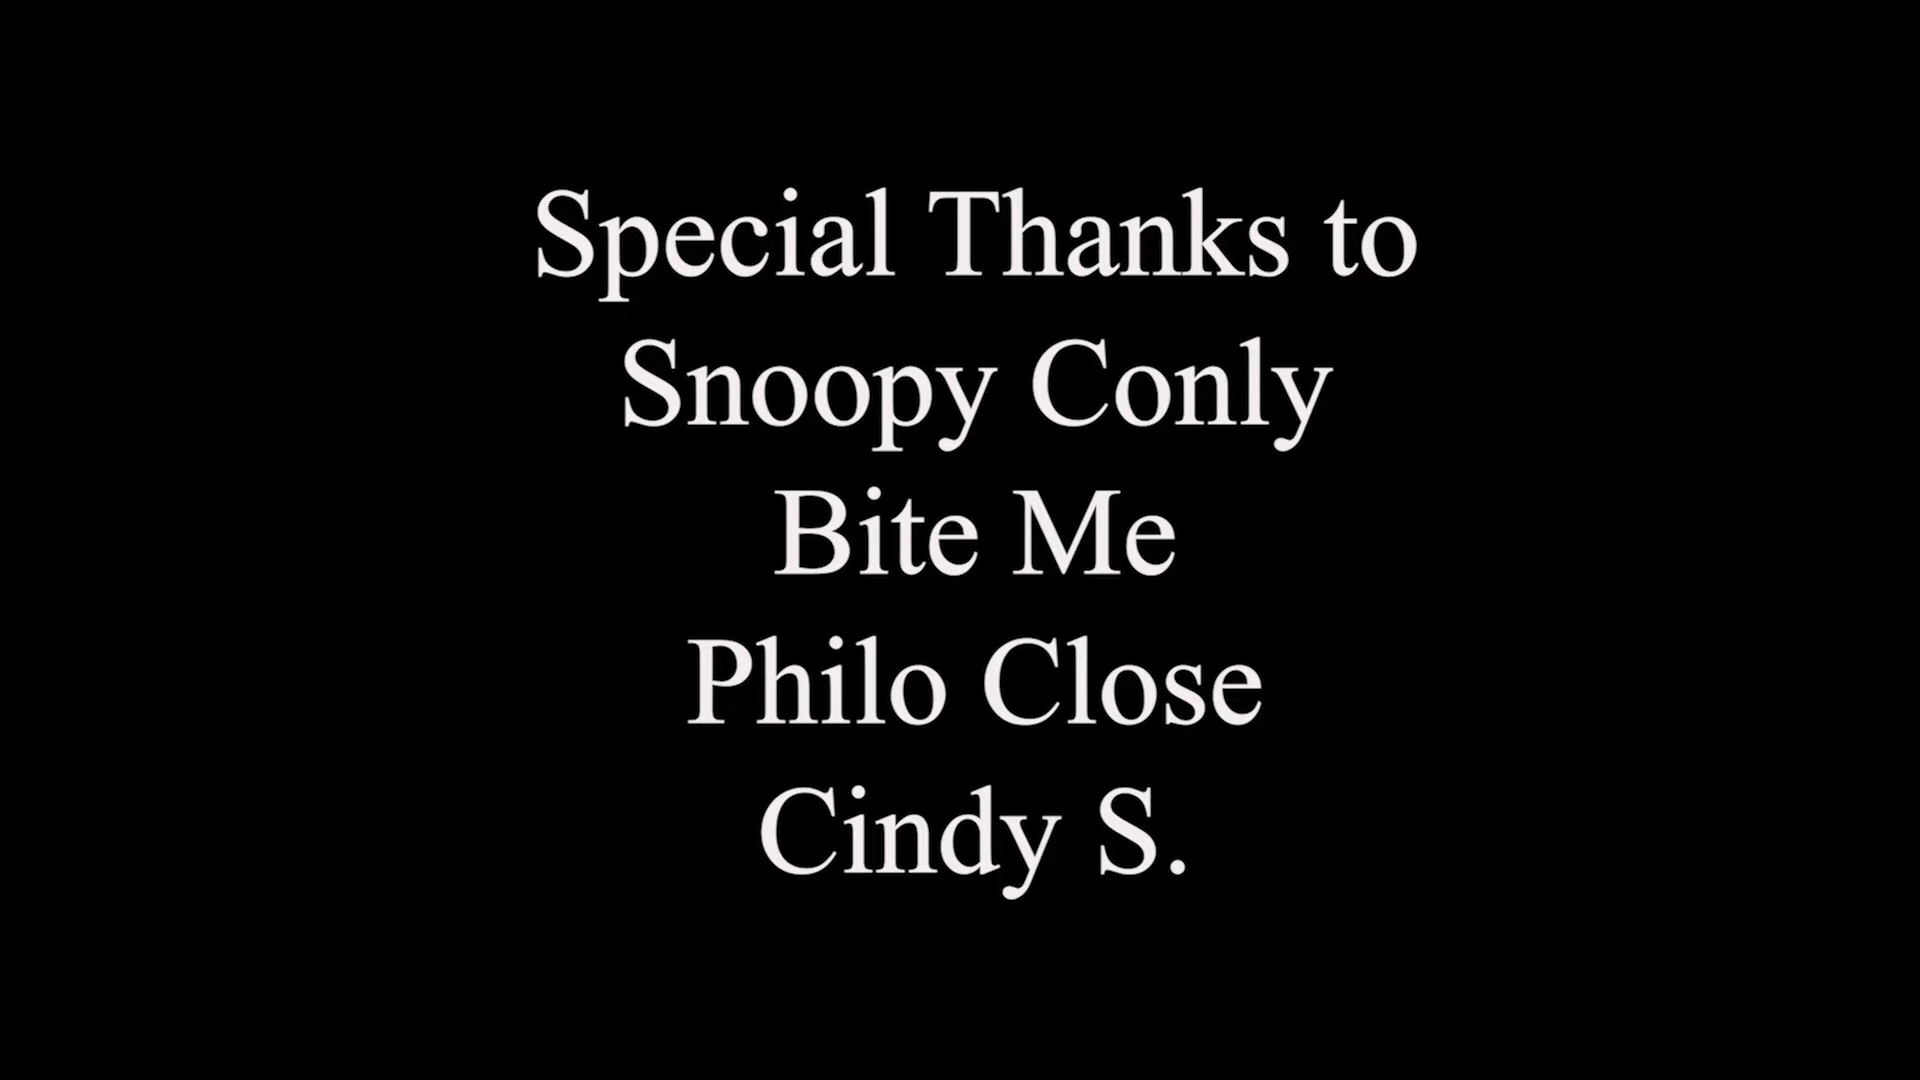 Special Thanks to
Snoopy Conly
Bite Me
Philo Close
Cindy S.